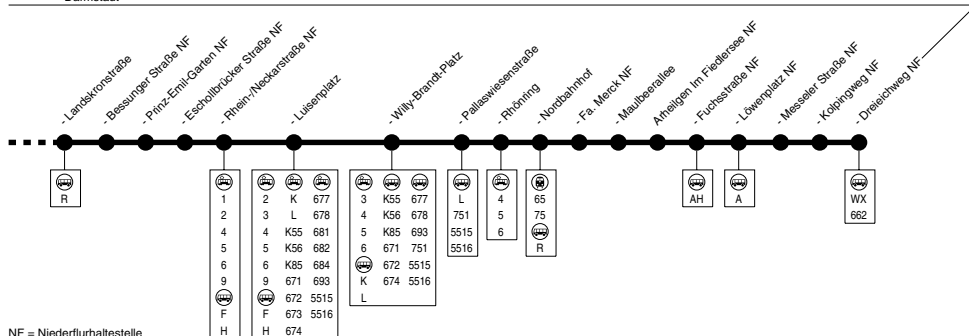 - Landskronstraße
- Bessunger Straße NF
- Prinz-Emil-Garten NF
- Eschollbrücker Straße NF
- Rhein-/Neckarstraße NF
- Luisenplatz
- Willy-Brandt-Platz
- Pallaswiesenstraße
- Rhönring
- Nordbahnhof
- Fa. Merck NF
- Maulbeerallee
Arheilgen Im Fiedlersee NF
- Fuchsstraße NF
- Löwenplatz NF
- Messeler Straße NF
- Kolpingweg NF
- Dreieichweg NF
R
1
2
4
5
6
9
F
H
2 K 677
3 L 678
4 K55 681
5 K56 682
6 K85 684
9 671 693
672 5515
F 673 5516
H 674
3 K55 677
4 K56 678
5 K85 693
6 671 751
672 5515
K 674 5516
L
L
751
5515
5516
4
5
6
65
75
R
AH
A
WX
662
NF = Niederflurhaltestelle